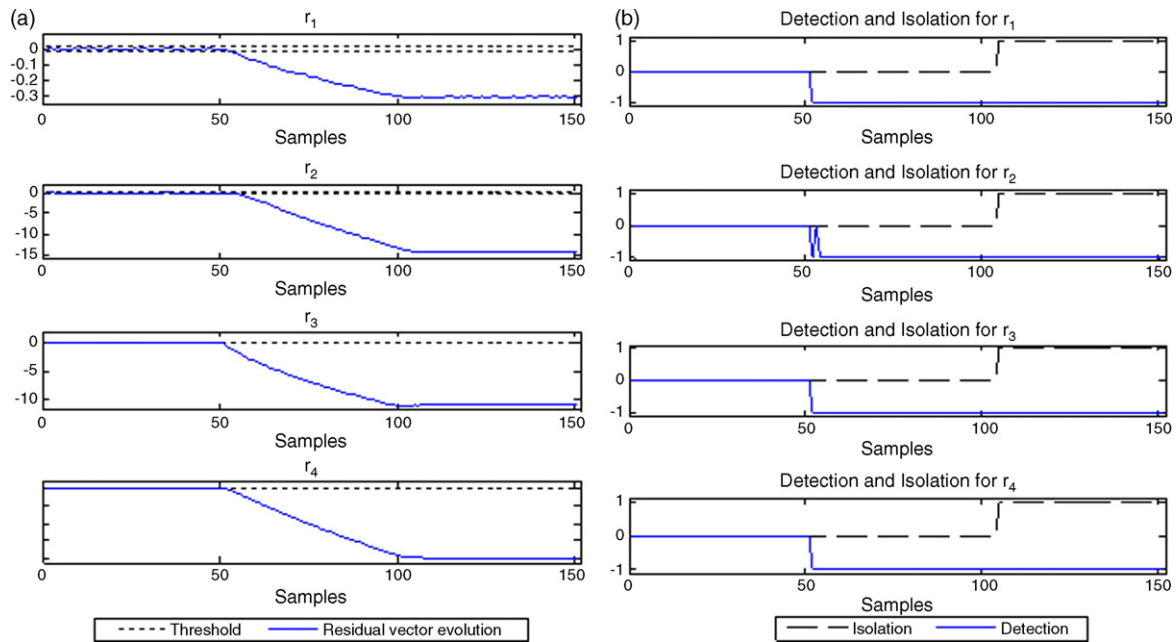 (a)
r1
0
-0.1
-0.2
-0.3
0 50 100 150
Samples
r2
0
-5
-10
-15
0 50 100 150
Samples
r3
0
-5
-10
0 50 100 150
Samples
r4
0 50 100 150
Samples
Threshold Residual vector evolution
(b)
Detection and Isolation for r1
1
0
-1
0 50 100 150
Samples
Detection and Isolation for r2
1
0
-1
0 50 100 150
Samples
Detection and Isolation for r3
1
0
-1
0 50 100 150
Samples
Detection and Isolation for r4
1
0
-1
0 50 100 150
Samples
Isolation Detection